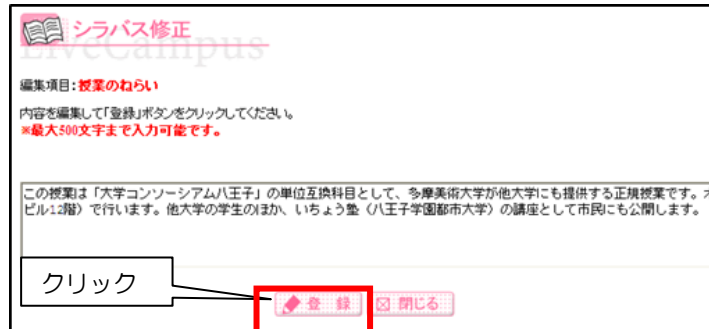 シラバス修正
LiveCampus
編集項目:授業のねらい
内容を編集して「登録」ボタンをクリックしてください。
※最大500文字まで入力可能です。
この授業は「大学コンソーシアム八王子」の単位互換科目として、多摩美術大学が他大学にも提供する正規授業です。
ビル12階）で行います。他大学の学生のほか、いちょう塾（八王子学園都市大学）の講座として市民にも公開します。
クリック
登 録 閉じる